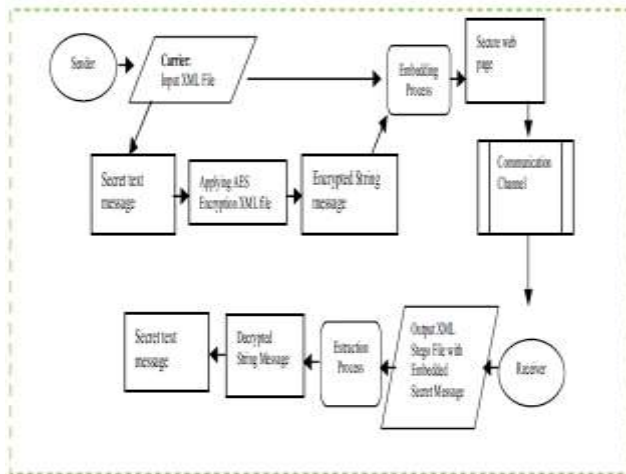 Sender
Carrier:
Input XML File
Embedding
Process
Secure web
page
Secret text
message
Applying AES
Encryption XML file
Encrypted String
message
Communication
Channel
Secret text
message
Decrypted
String Message
Extraction
Process
Output XML
Steps File with
Embedded
Secret Message
Receiver